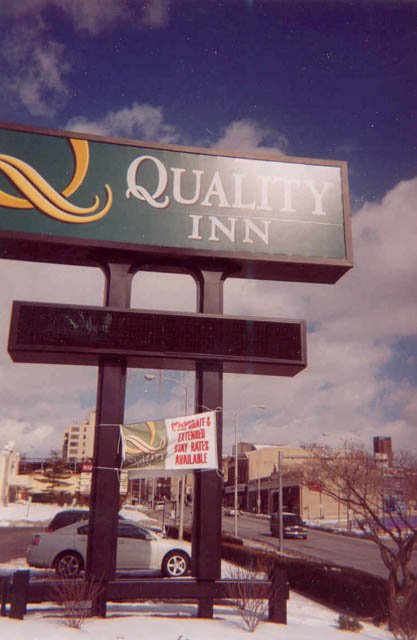 QUALITY
INN
CORPORATE &
EXTENDED
STAY RATES
AVAILABLE